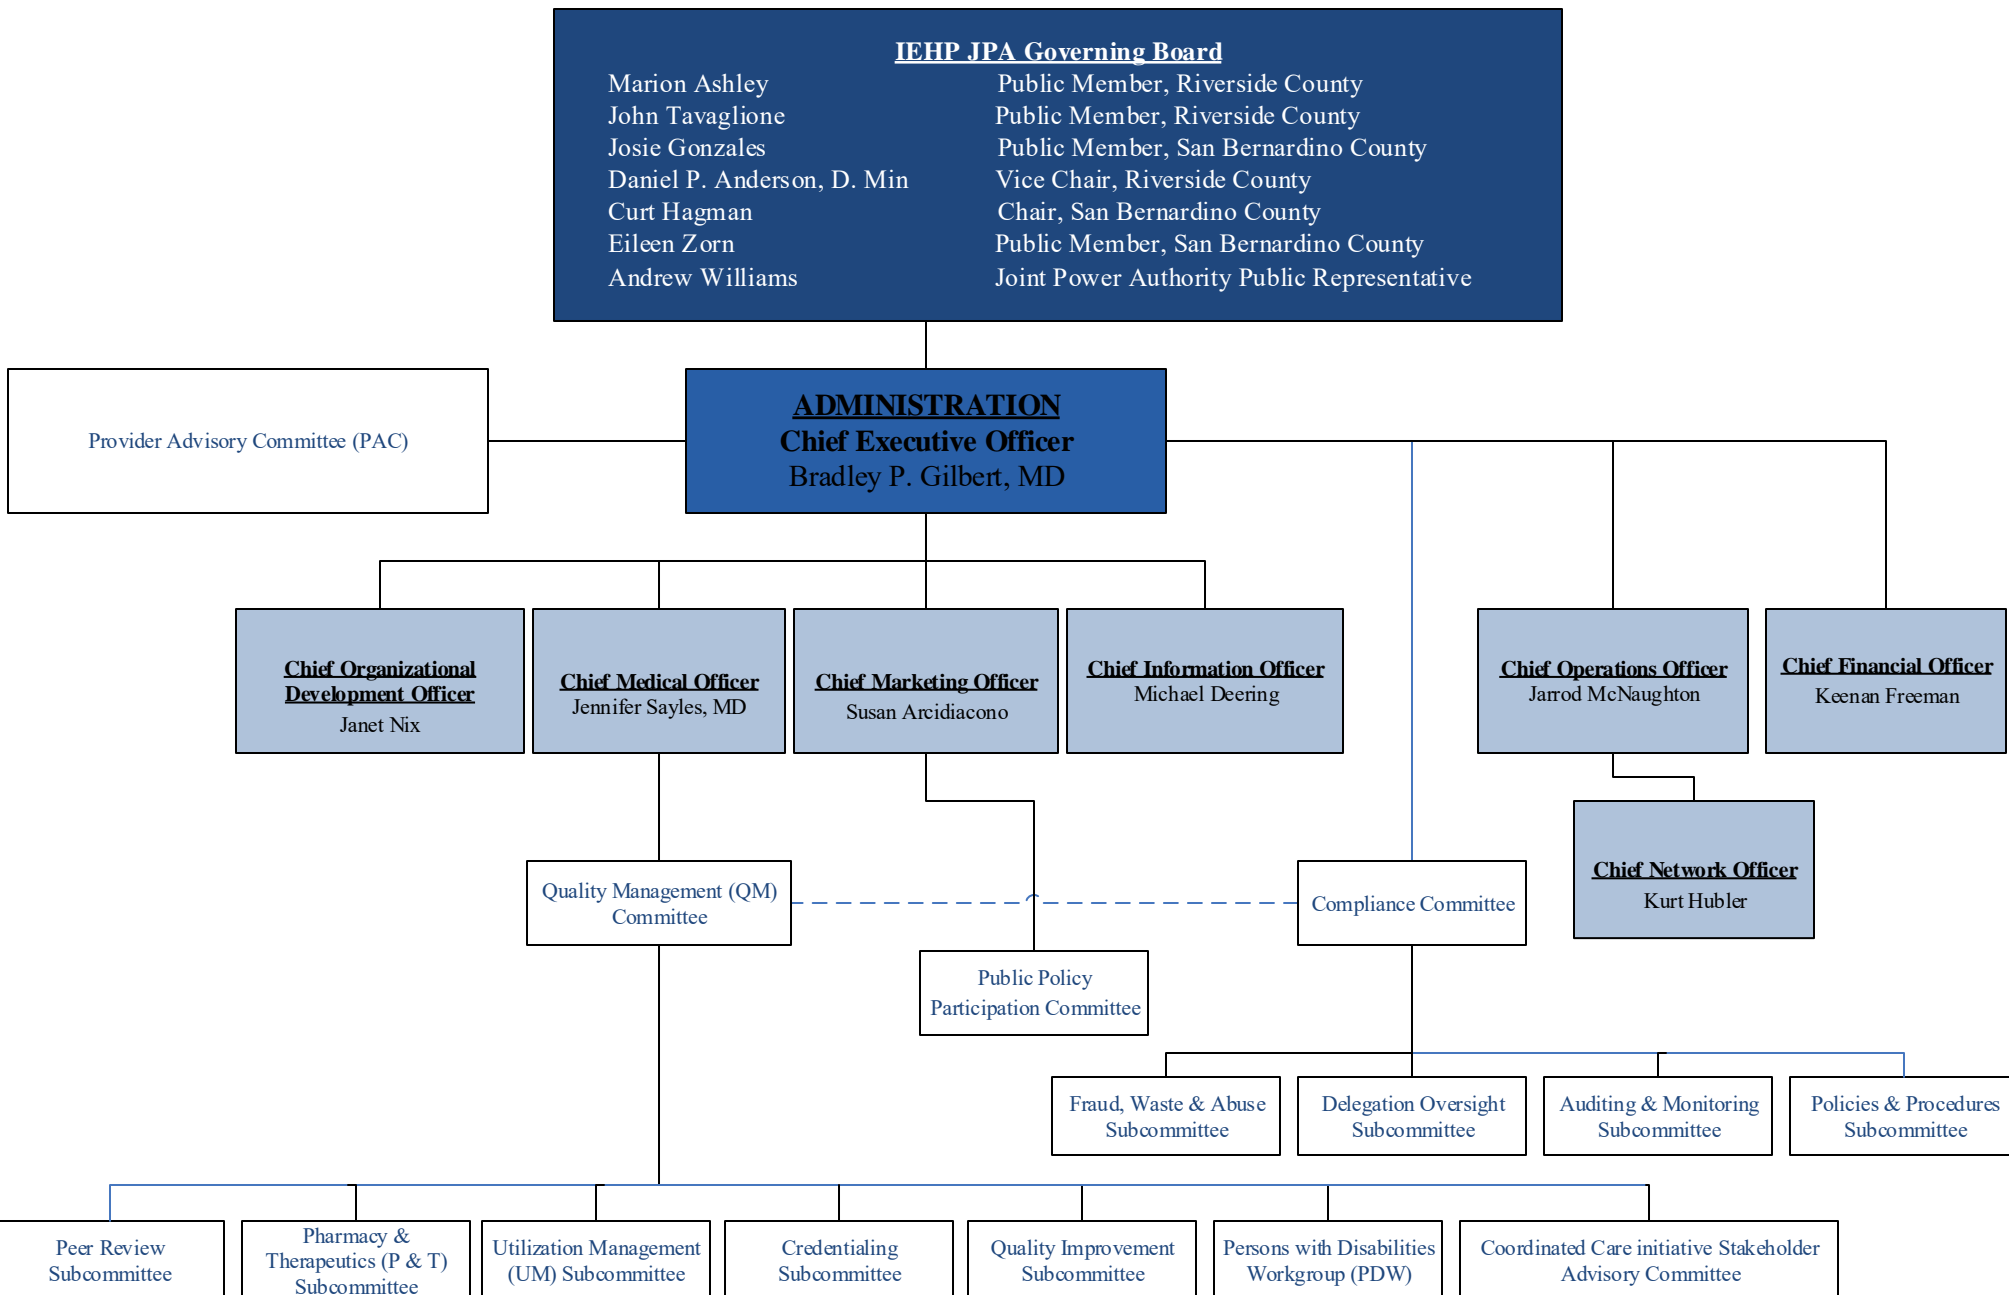 IEHP JPA Governing Board
Marion Ashley Public Member, Riverside County
John Tavaglione Public Member, Riverside County
Josie Gonzales Public Member, San Bernardino County
Daniel P. Anderson, D. Min Vice Chair, Riverside County
Curt Hagman Chair, San Bernardino County
Eileen Zorn Public Member, San Bernardino County
Andrew Williams Joint Power Authority Public Representative
Provider Advisory Committee (PAC)
ADMINISTRATION
Chief Executive Officer
Bradley P. Gilbert, MD
Chief Organizational
Development Officer
Janet Nix
Chief Medical Officer
Jennifer Sayles, MD
Chief Marketing Officer
Susan Arcidiacono
Chief Information Officer
Michael Deering
Chief Operations Officer
Jarrod McNaughton
Chief Financial Officer
Keenan Freeman
Chief Network Officer
Kurt Hubler
Quality Management (QM)
Committee
Compliance Committee
Public Policy
Participation Committee
Fraud, Waste & Abuse
Subcommittee
Delegation Oversight
Subcommittee
Auditing & Monitoring
Subcommittee
Policies & Procedures
Subcommittee
Peer Review
Subcommittee
Pharmacy &
Therapeutics (P & T)
Subcommittee
Utilization Management
(UM) Subcommittee
Credentialing
Subcommittee
Quality Improvement
Subcommittee
Persons with Disabilities
Workgroup (PDW)
Coordinated Care initiative Stakeholder
Advisory Committee